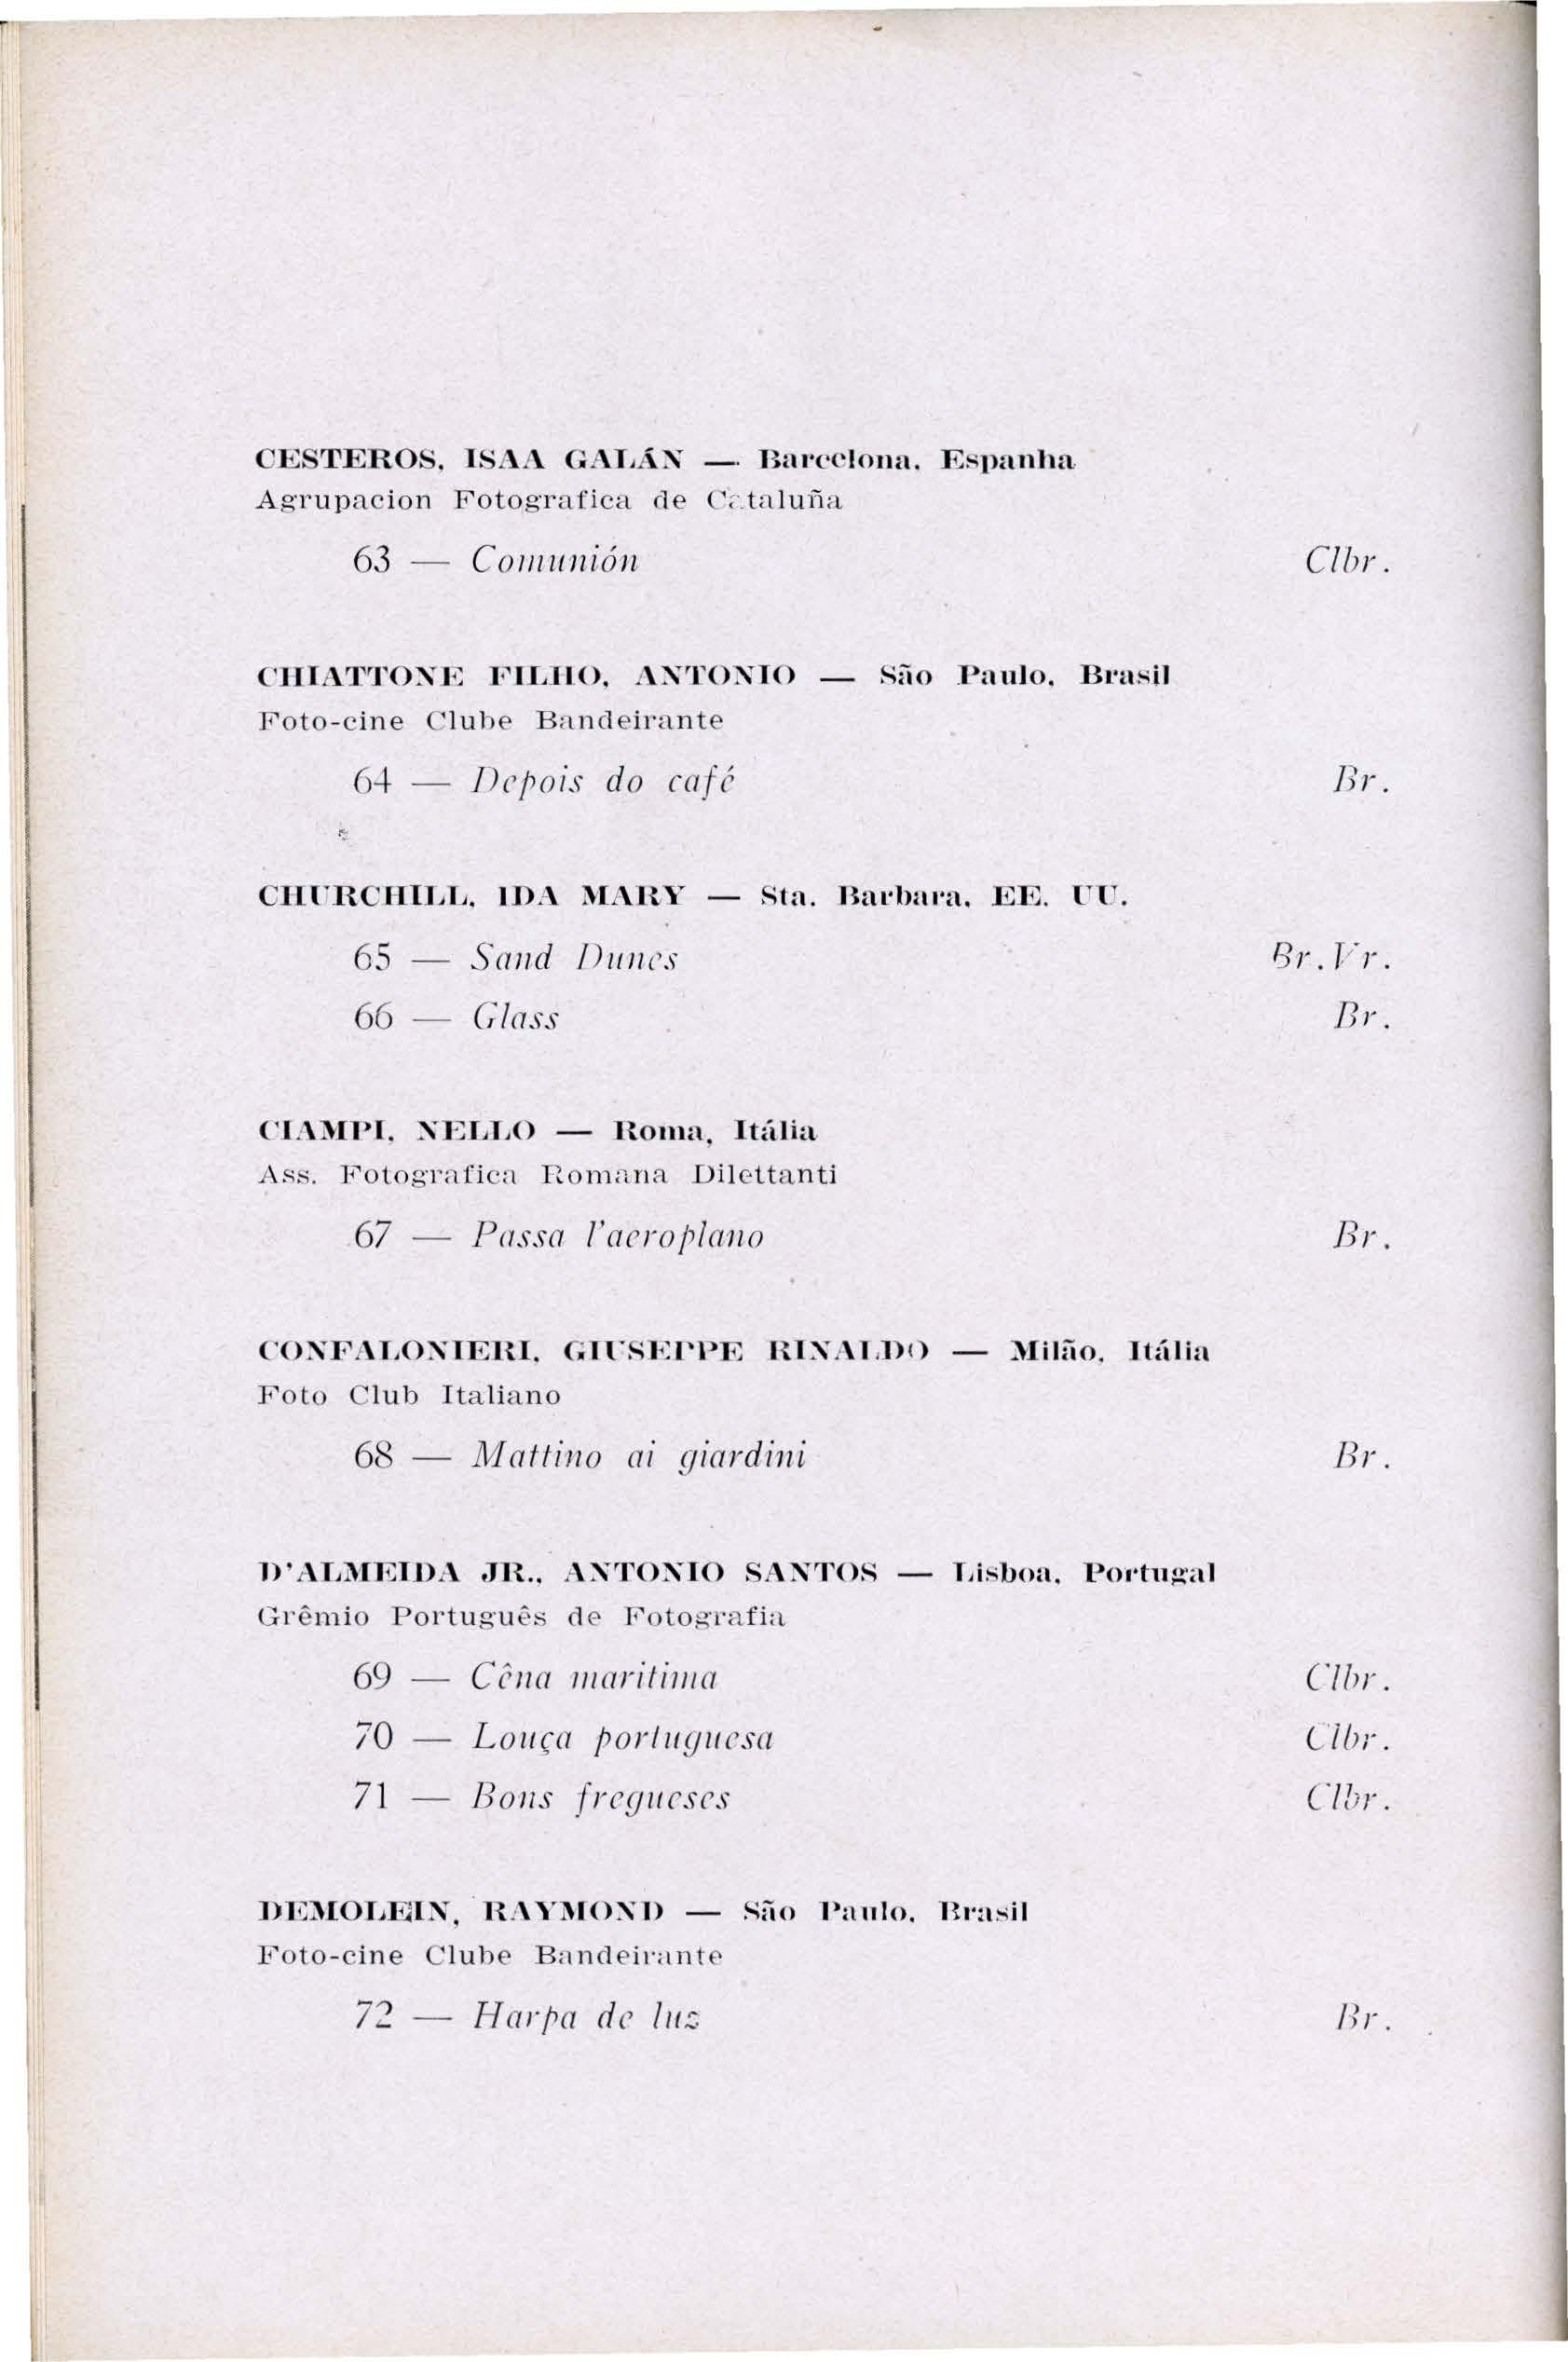 CESTEROS, ISAA GALÁN — Barcelona, Espanha
Agrupacion Fotografica de Cataluña
63 — Comunión Clbr.
CHIATTONE FILHO, ANTONIO — São Paulo, Brasil
Foto-cine Clube Bandeirante
64 — Depois do café Br.
CHURCHILL, IDA MARY — Sta. Barbara, EE. UU.
65 — Sand Dunes Br.Vr.
66 — Glass Br.
CIAMPI, NELLO — Roma, Itália
Ass. Fotografica Romana Dilettanti
67 — Passa l'aeroplano Br.
CONFALONIERI, GIUSEPPE RINALDO — Milão, Itália
Foto Club Italiano
68 — Mattino ai giardini Br.
D'ALMEIDA JR., ANTONIO SANTOS — Lisboa, Portugal
Grêmio Português de Fotografia
69 — Cêna maritima Clbr.
70 — Louça portuguesa Clbr.
71 — Bons fregueses Clbr.
DEMOLEIN, RAYMOND — São Paulo, Brasil
Foto-cine Clube Bandeirante
72 — Harpa de luz Br.